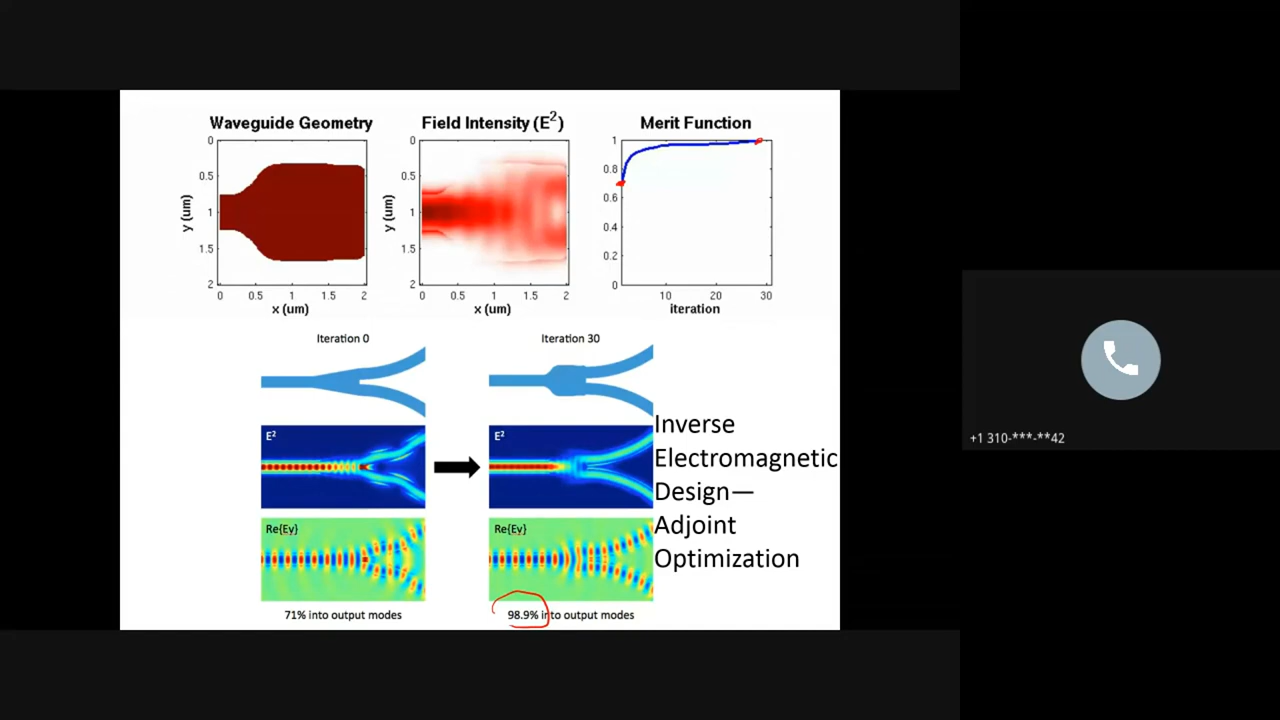 Waveguide Geometry
0
0.5
1
1.5
2
y (um)
0 0.5 1 1.5 2
x (um)
Field Intensity (E2)
0
0.5
1
1.5
2
y (um)
0 0.5 1 1.5 2
x (um)
Merit Function
1
0.8
0.6
0.4
0.2
0
10 20 30
iteration
Iteration 0
Iteration 30
E2
E2
Re{Ey}
Re{Ey}
71% into output modes
98.9% into output modes
Inverse
Electromagnetic
Design—
Adjoint
Optimization
+1 310-***-**42